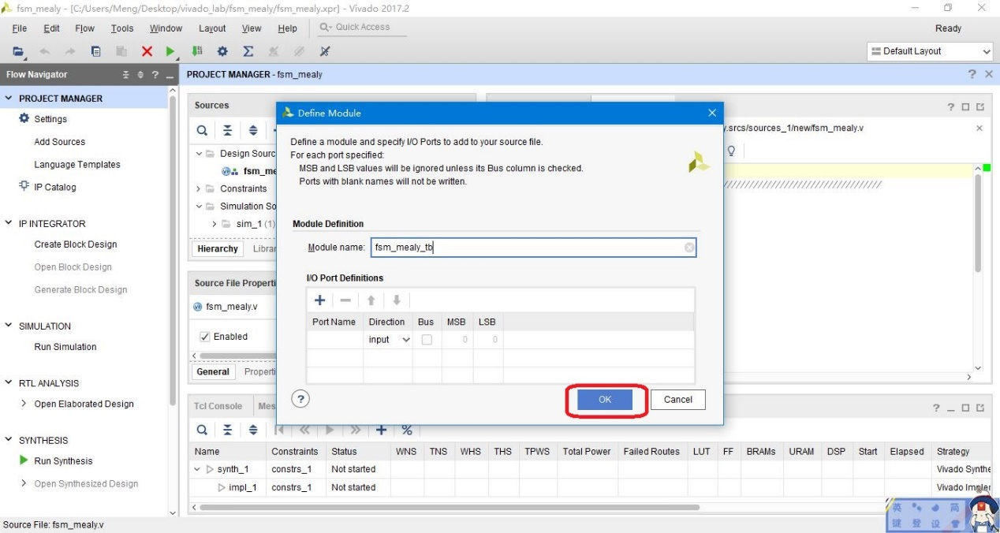 fsm_mealy - [C:/Users/Meng/Desktop/vivado_lab/fsm_mealy/fsm_mealy.xpr] - Vivado 2017.2
File Edit Flow Tools Window Layout View Help Quick Access Ready
Default Layout
Flow Navigator
PROJECT MANAGER - fsm_mealy
PROJECT MANAGER
Settings
Add Sources
Language Templates
IP Catalog
IP INTEGRATOR
Create Block Design
Open Block Design
Generate Block Design
SIMULATION
Run Simulation
RTL ANALYSIS
Open Elaborated Design
SYNTHESIS
Run Synthesis
Open Synthesized Design
Sources
Design Sourc
fsm_me
Constraints
Simulation So
sim_1 (1)
Hierarchy Librar
Source File Properti
fsm_mealy.v
Enabled
General Properti
y.srcs/sources_1/new/fsm_mealy.v
Define Module
Define a module and specify I/O Ports to add to your source file.
For each port specified:
MSB and LSB values will be ignored unless its Bus column is checked.
Ports with blank names will not be written.
Module Definition
Module name: fsm_mealy_tb
I/O Port Definitions
Port Name Direction Bus MSB LSB
input 0 0
? OK Cancel
Tcl Console Mes
Name Constraints Status WNS TNS WHS THS TPWS Total Power Failed Routes LUT FF BRAMs URAM DSP Start Elapsed Strategy
synth_1 constrs_1 Not started Vivado Synthe
impl_1 constrs_1 Not started Vivado Implem
英 简
键 登 设
Source File: fsm_mealy.v